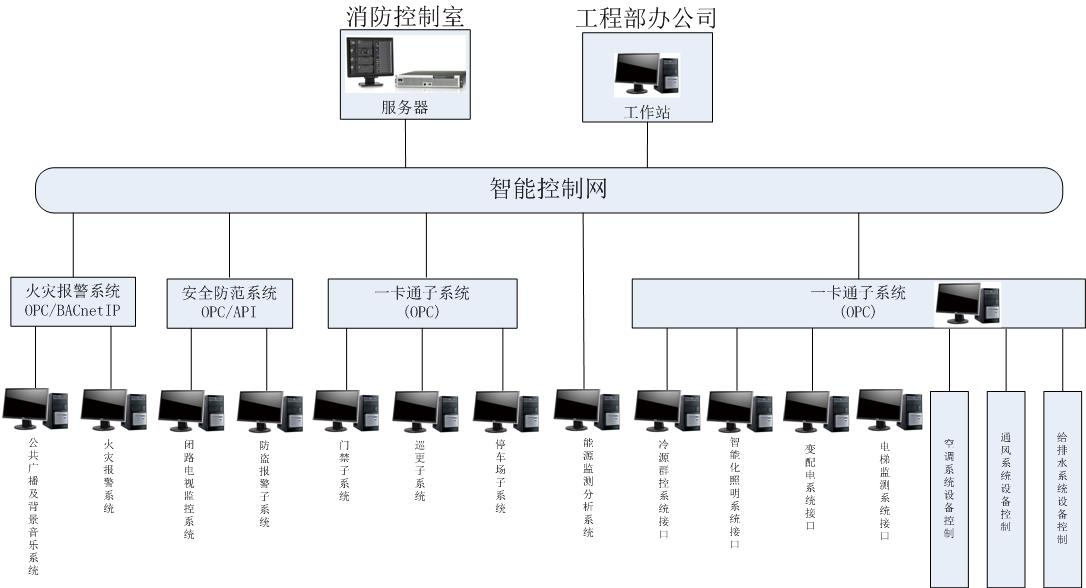 消防控制室
工程部办公司
服务器
工作站
智能控制网
火灾报警系统
OPC/BACnetIP
安全防范系统
OPC/API
一卡通子系统
(OPC)
一卡通子系统
(OPC)
公共广播及背景音乐系统
火灾报警系统
闭路电视监控系统
防盗报警子系统
门禁子系统
巡更子系统
停车场子系统
能源监测分析系统
冷源群控系统接口
智能化照明系统接口
变配电系统接口
电梯监测系统接口
空调系统设备控制
通风系统设备控制
给排水系统设备控制